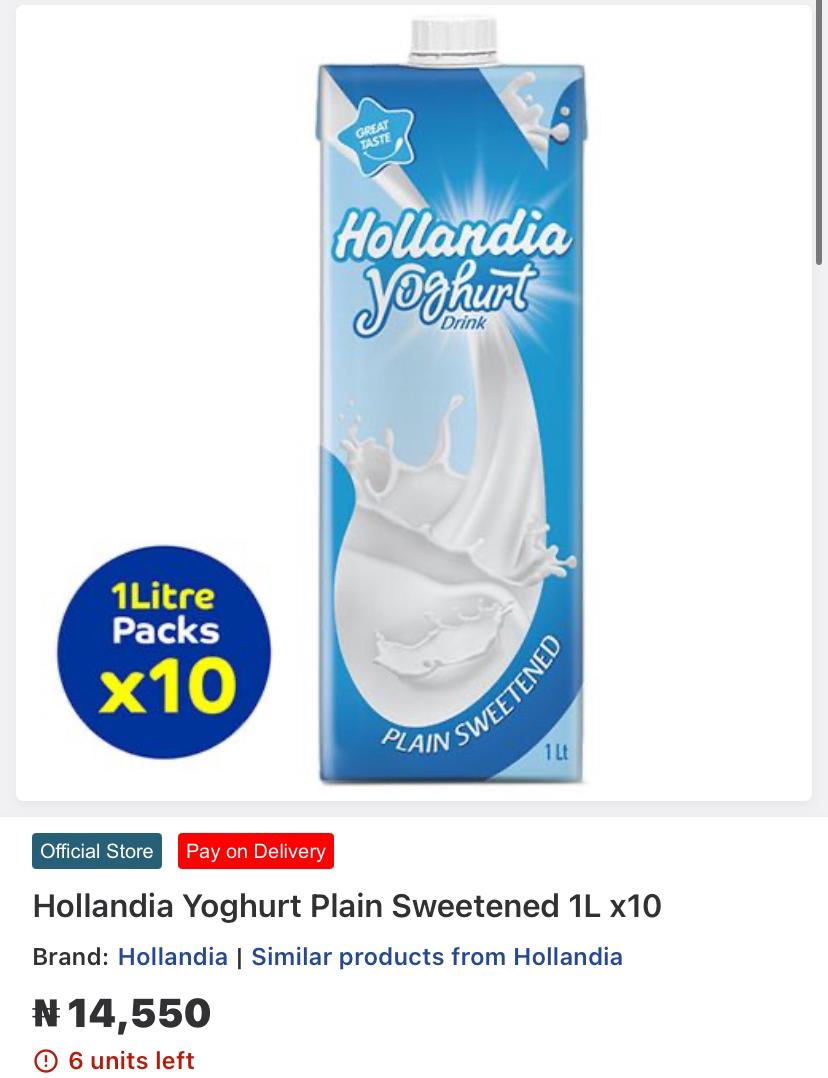 GREAT
TASTE
Hollandia
Yoghurt
Drink
1Litre
Packs
x10
PLAIN SWEETENED
1 Lt
Official Store
Pay on Delivery
Hollandia Yoghurt Plain Sweetened 1L x10
Brand: Hollandia | Similar products from Hollandia
₦ 14,550
6 units left